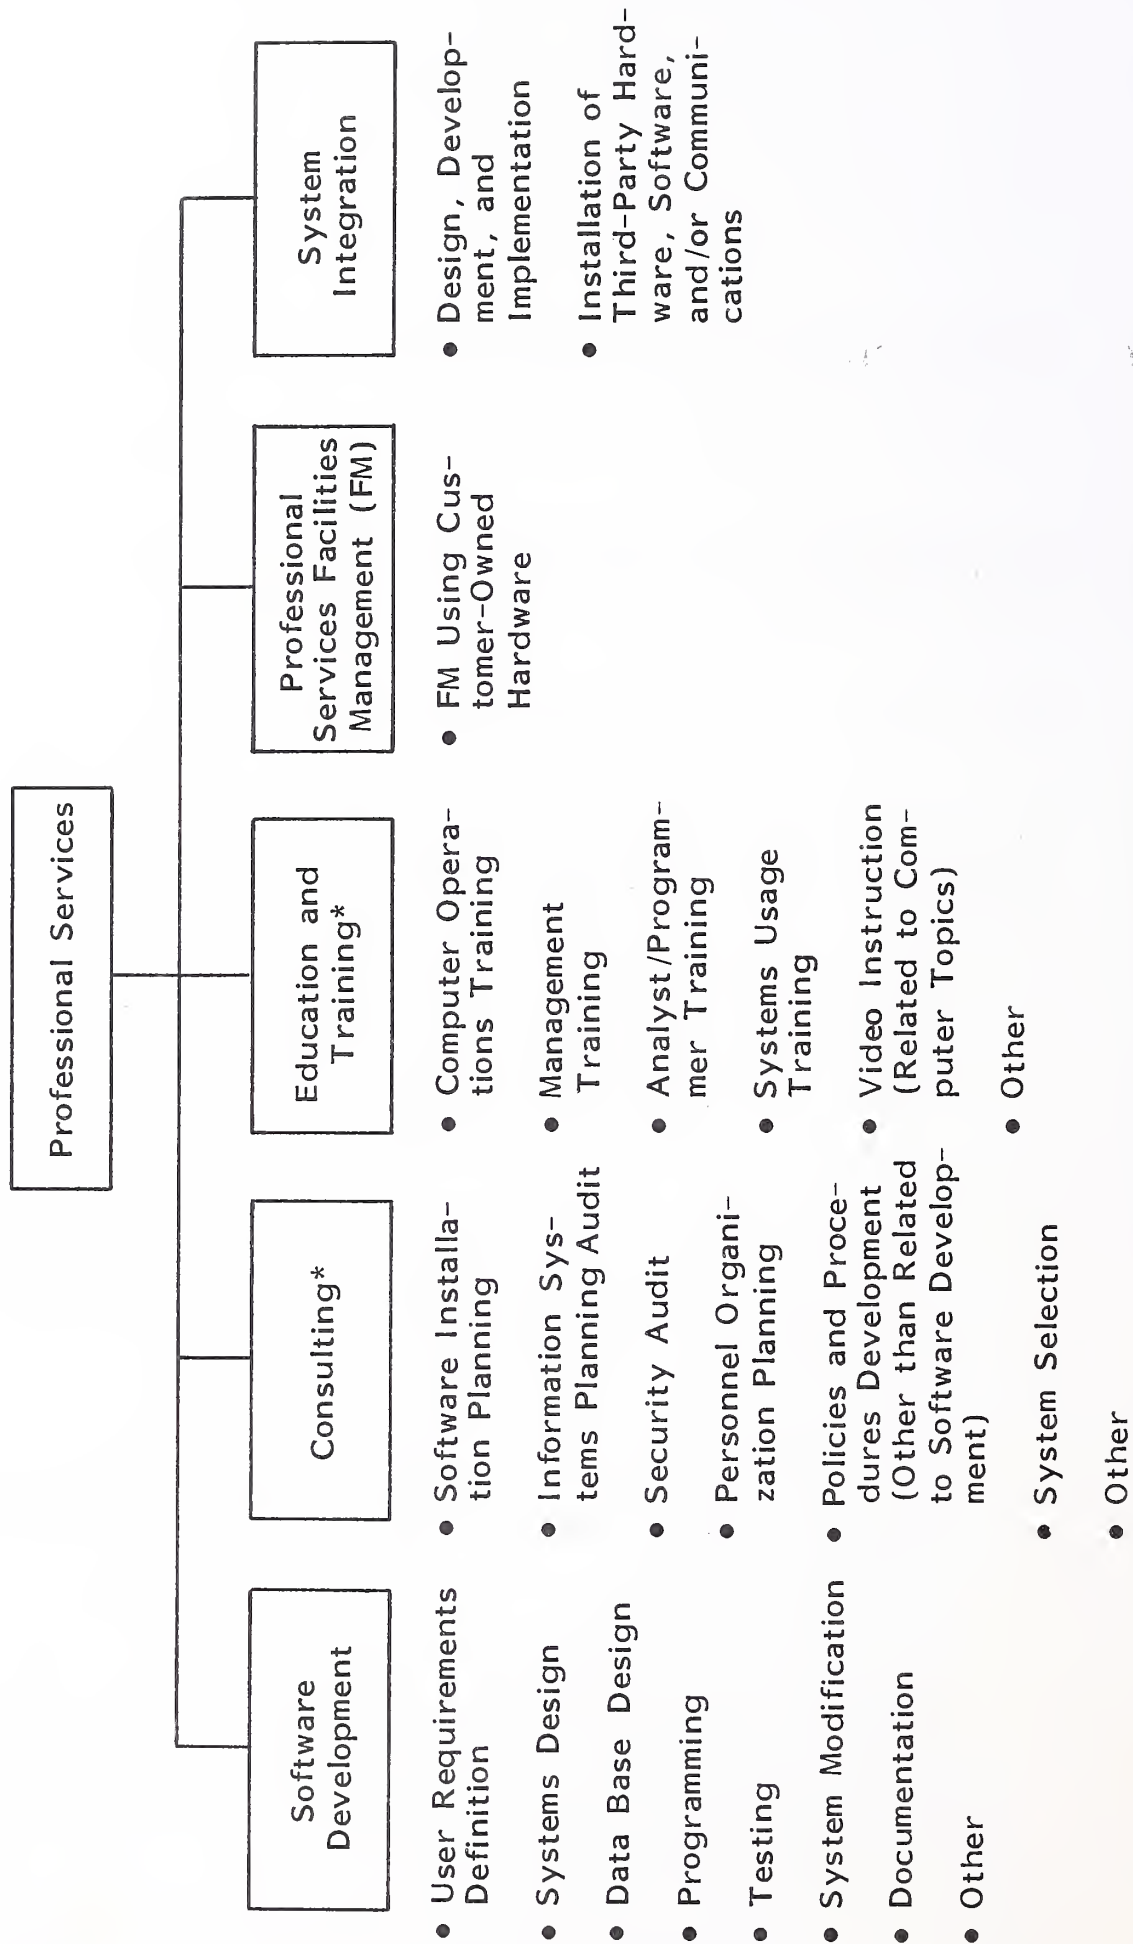 Professional Services
Software
Development
• User Requirements
Definition
• Systems Design
• Data Base Design
• Programming
• Testing
• System Modification
• Documentation
• Other
Consulting*
• Software Installa-
tion Planning
• Information Sys-
tems Planning Audit
• Security Audit
• Personnel Organi-
zation Planning
• Policies and Proce-
dures Development
(Other than Related
to Software Develop-
ment)
• System Selection
• Other
Education and
Training*
• Computer Opera-
tions Training
• Management
Training
• Analyst/Program-
mer Training
• Systems Usage
Training
• Video Instruction
(Related to Com-
puter Topics)
• Other
Professional
Services Facilities
Management (FM)
• FM Using Cus-
tomer-Owned
Hardware
System
Integration
• Design, Develop-
ment, and
Implementation
• Installation of
Third-Party Hard-
ware, Software,
and/or Communi-
cations